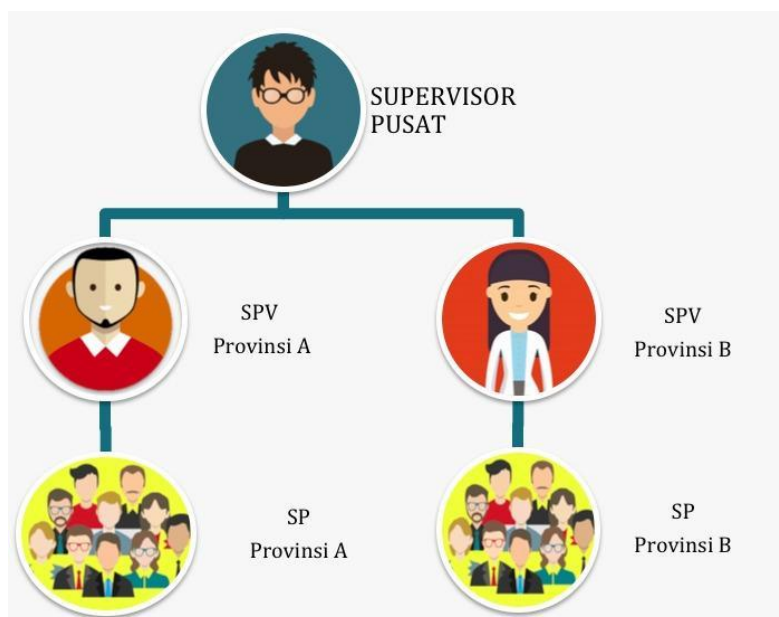 SUPERVISOR
PUSAT
SPV
Provinsi A
SPV
Provinsi B
SP
Provinsi A
SP
Provinsi B